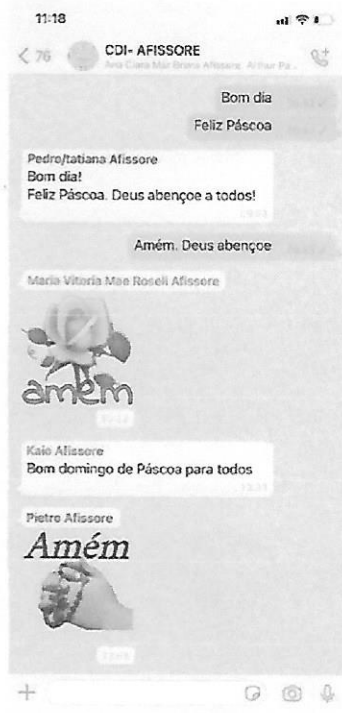 11:18
76
CDI- AFISSORE
Bom dia
Feliz Páscoa
Pedro/tatiana Afissore
Bom dia!
Feliz Páscoa. Deus abençoe a todos!
Amém. Deus abençoe
Maria Vitoria Mae Roseli Afissore
amém
Kaio Afissore
Bom domingo de Páscoa para todos
Pietro Afissore
Amém